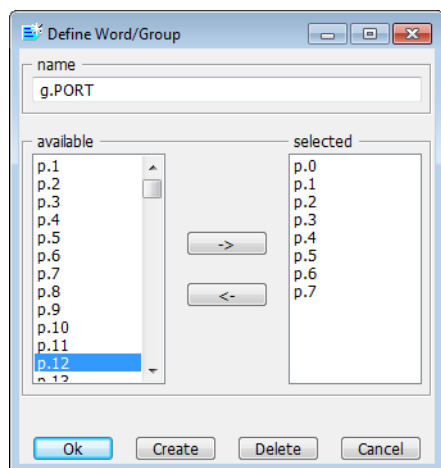 Define Word/Group
name
g.PORT
available
p.1
p.2
p.3
p.4
p.5
p.6
p.7
p.8
p.9
p.10
p.11
p.12
p.13
->
<-
selected
p.0
p.1
p.2
p.3
p.4
p.5
p.6
p.7
Ok
Create
Delete
Cancel